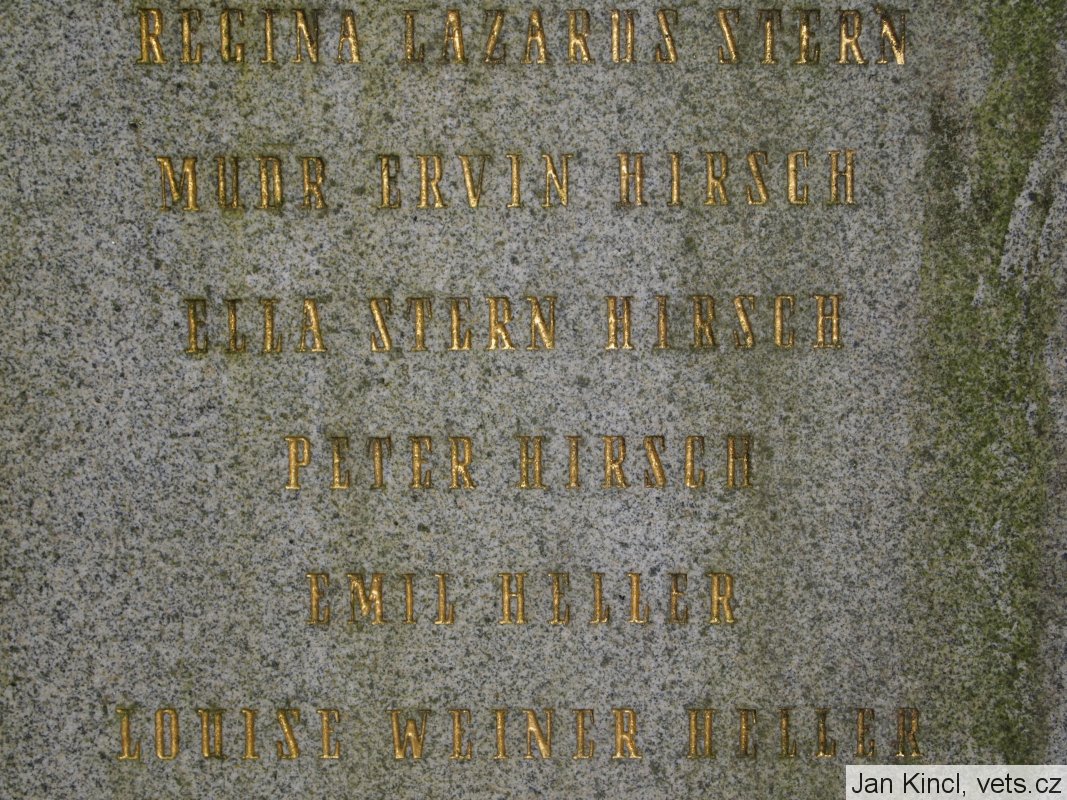 REGINA LAZARUS STERN
MUDR ERVIN HIRSCH
ELLA STERN HIRSCH
PETER HIRSCH
EMIL HELLER
LOUISE WEINER HELLER
Jan Kincl, vets.cz